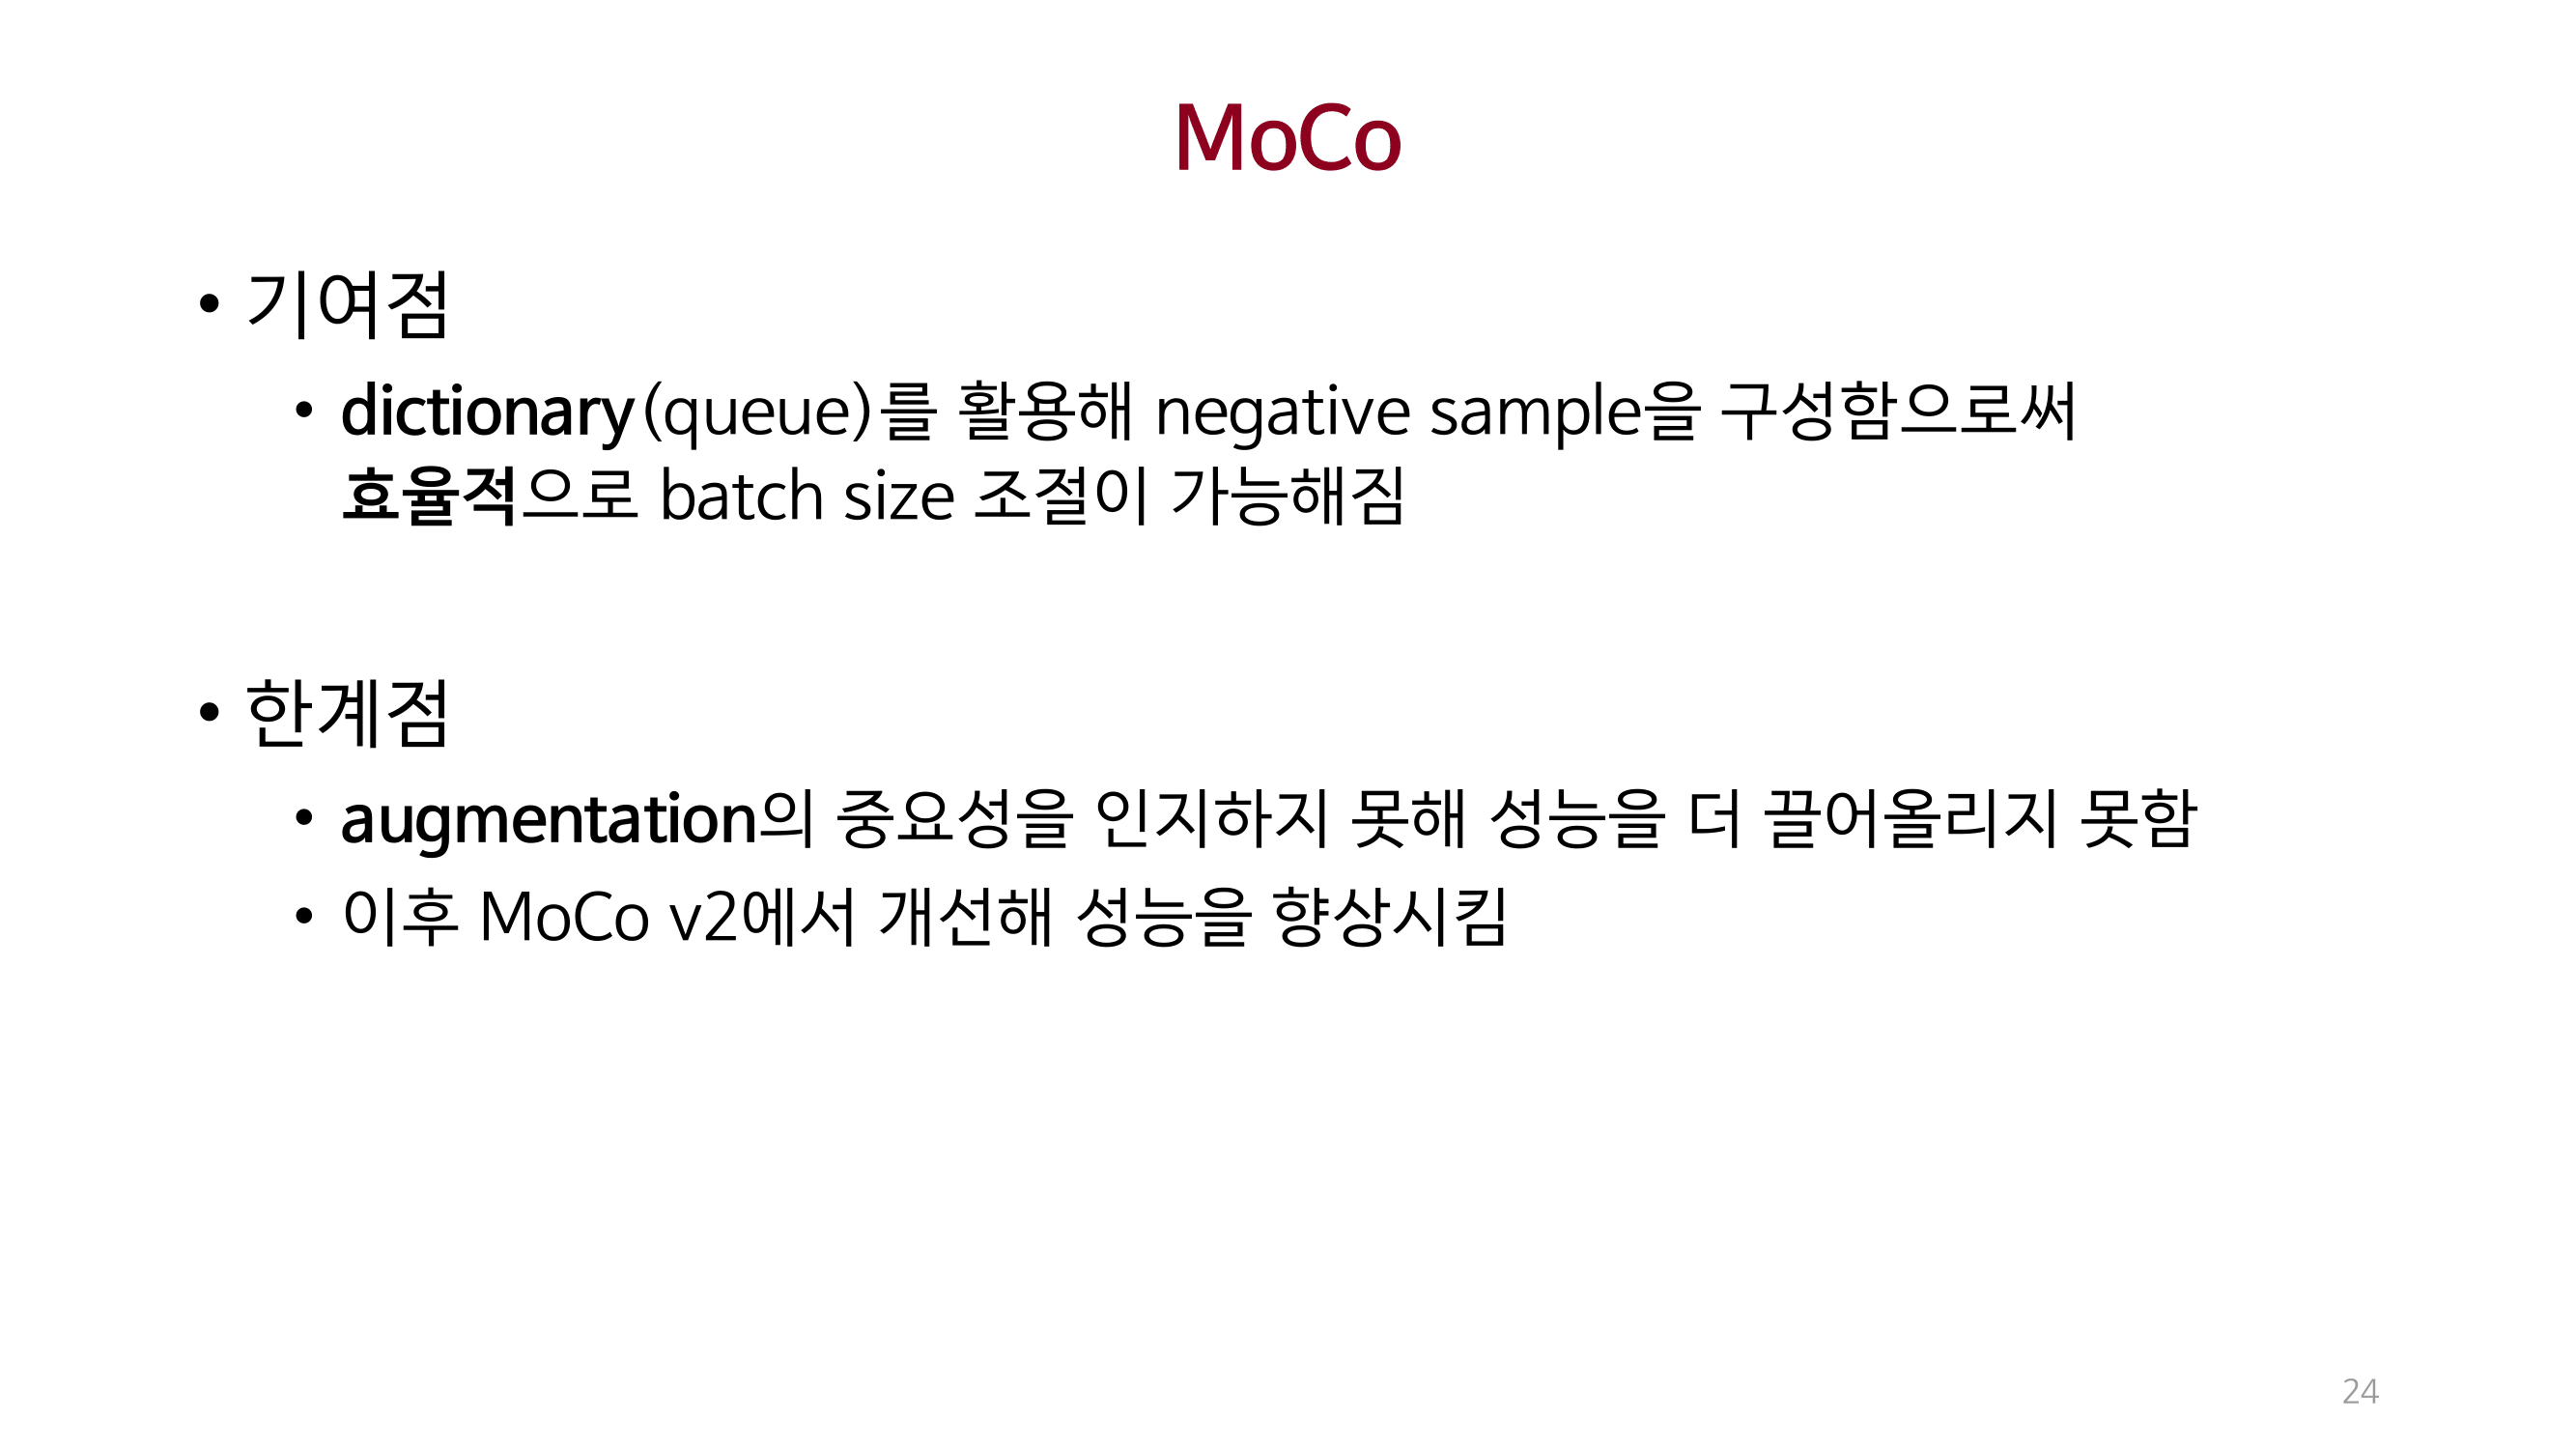 MoCo
• 기여점
• dictionary(queue)를 활용해 negative sample을 구성함으로써
효율적으로 batch size 조절이 가능해짐
• 한계점
• augmentation의 중요성을 인지하지 못해 성능을 더 끌어올리지 못함
• 이후 MoCo v2에서 개선해 성능을 향상시킴
24